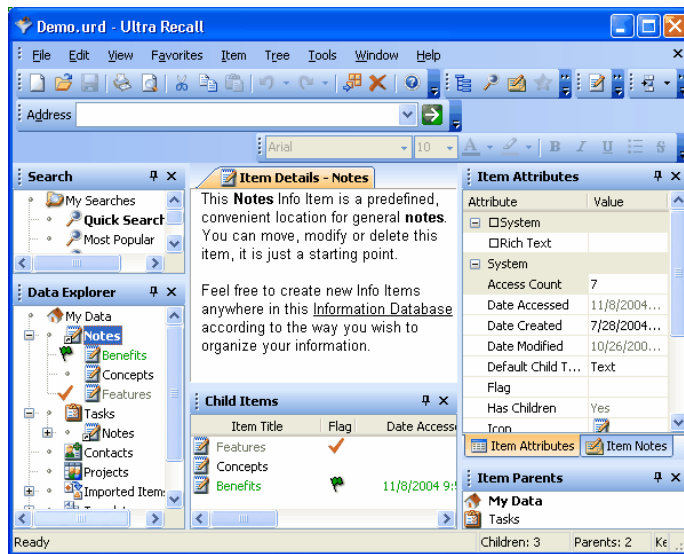 Demo.urd - Ultra Recall
File Edit View Favorites Item Tree Tools Window Help
Address
Arial 10 A B I U S
Search
My Searches
Quick Search
Most Popular
Data Explorer
My Data
Notes
Benefits
Concepts
Features
Tasks
Notes
Contacts
Projects
Imported Item
Item Details - Notes
This Notes Info Item is a predefined,
convenient location for general notes.
You can move, modify or delete this
item, it is just a starting point.
Feel free to create new Info Items
anywhere in this Information Database
according to the way you wish to
organize your information.
Child Items
Item Title Flag Date Access
Features
Concepts
Benefits 11/8/2004 9:5
Item Attributes
Attribute Value
System
Rich Text
System
Access Count 7
Date Accessed 11/8/2004...
Date Created 7/28/2004...
Date Modified 10/26/200...
Default Child T... Text
Flag
Has Children Yes
Icon
Item Attributes Item Notes
Item Parents
My Data
Tasks
Ready Children: 3 Parents: 2 Ke